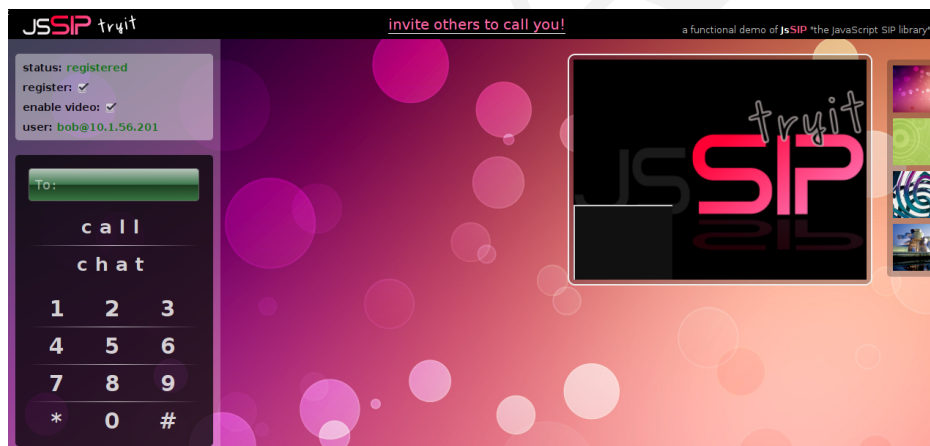 JSSIP tryit
invite others to call you!
a functional demo of JsSIP "the JavaScript SIP library"
status: registered
register:
enable video:
user: bob@10.1.56.201
To:
call
chat
1 2 3
4 5 6
7 8 9
* 0 #
tryit
JSSIP